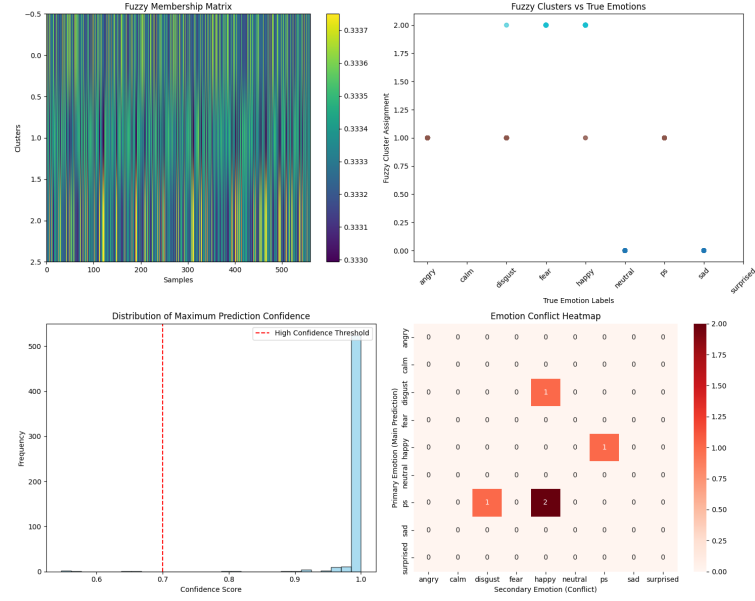 Fuzzy Membership Matrix
−0.5
0.0
0.5
1.0
1.5
2.0
2.5
Clusters
0 100 200 300 400 500
Samples
0.3337
0.3336
0.3335
0.3334
0.3333
0.3332
0.3331
0.3330
Fuzzy Clusters vs True Emotions
2.00
1.75
1.50
1.25
1.00
0.75
0.50
0.25
0.00
Fuzzy Cluster Assignment
angry calm disgust fear happy neutral ps sad surprised
True Emotion Labels
Distribution of Maximum Prediction Confidence
High Confidence Threshold
500
400
300
200
100
0
Frequency
0.6 0.7 0.8 0.9 1.0
Confidence Score
Emotion Conflict Heatmap
Primary Emotion (Main Prediction)
angry 0 0 0 0 0 0 0 0 0
calm 0 0 0 0 0 0 0 0 0
disgust 0 0 0 0 1 0 0 0 0
fear 0 0 0 0 0 0 0 0 0
happy 0 0 0 0 0 0 1 0 0
neutral 0 0 0 0 0 0 0 0 0
ps 0 0 1 0 2 0 0 0 0
sad 0 0 0 0 0 0 0 0 0
surprised 0 0 0 0 0 0 0 0 0
angry calm disgust fear happy neutral ps sad surprised
Secondary Emotion (Conflict)
2.00
1.75
1.50
1.25
1.00
0.75
0.50
0.25
0.00